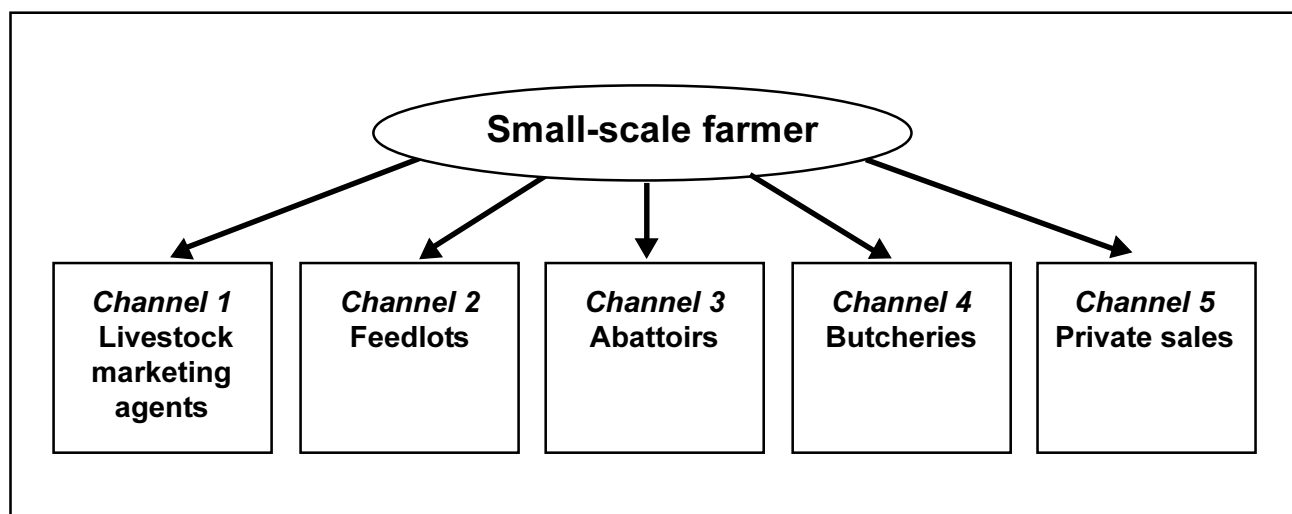 Small-scale farmer
Channel 1
Livestock
marketing
agents
Channel 2
Feedlots
Channel 3
Abattoirs
Channel 4
Butcheries
Channel 5
Private sales